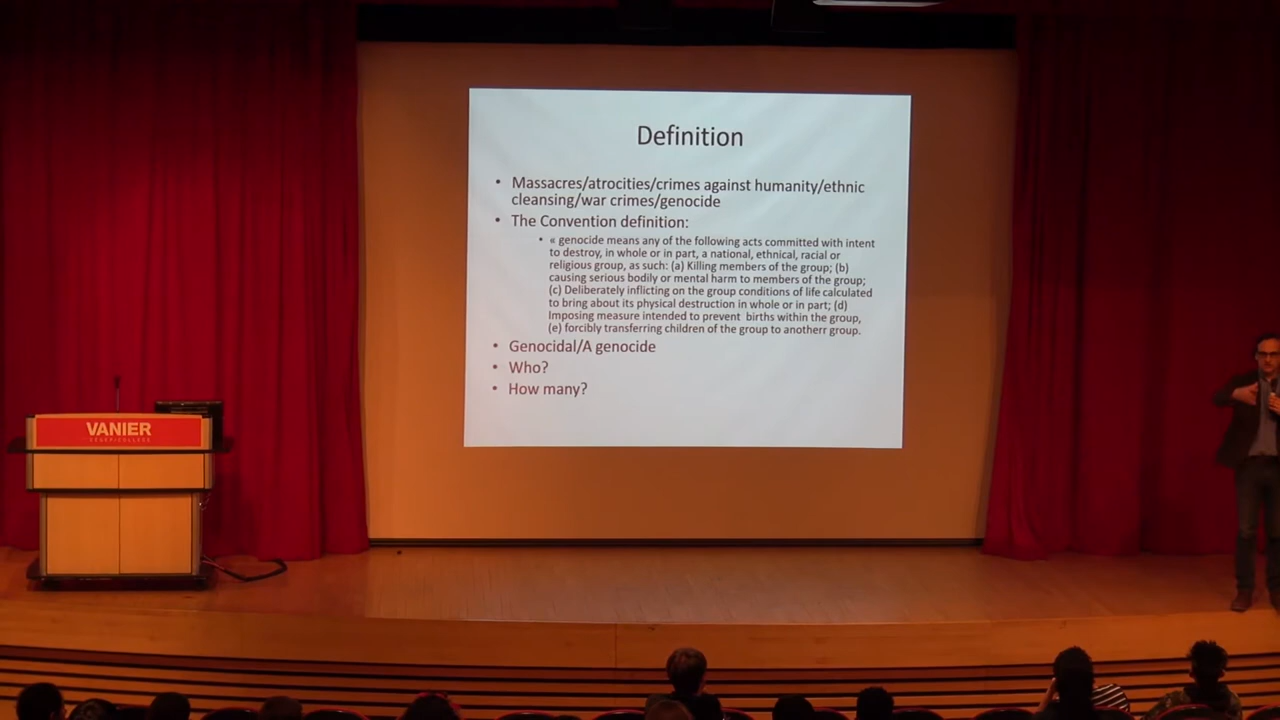 Definition
• Massacres/atrocities/crimes against humanity/ethnic
cleansing/war crimes/genocide
• The Convention definition:
• « genocide means any of the following acts committed with intent
to destroy, in whole or in part, a national, ethnical, racial or
religious group, as such: (a) Killing members of the group; (b)
causing serious bodily or mental harm to members of the group;
(c) Deliberately inflicting on the group conditions of life calculated
to bring about its physical destruction in whole or in part; (d)
Imposing measure intended to prevent births within the group,
(e) forcibly transferring children of the group to anotherr group.
• Genocidal/A genocide
• Who?
• How many?
VANIER